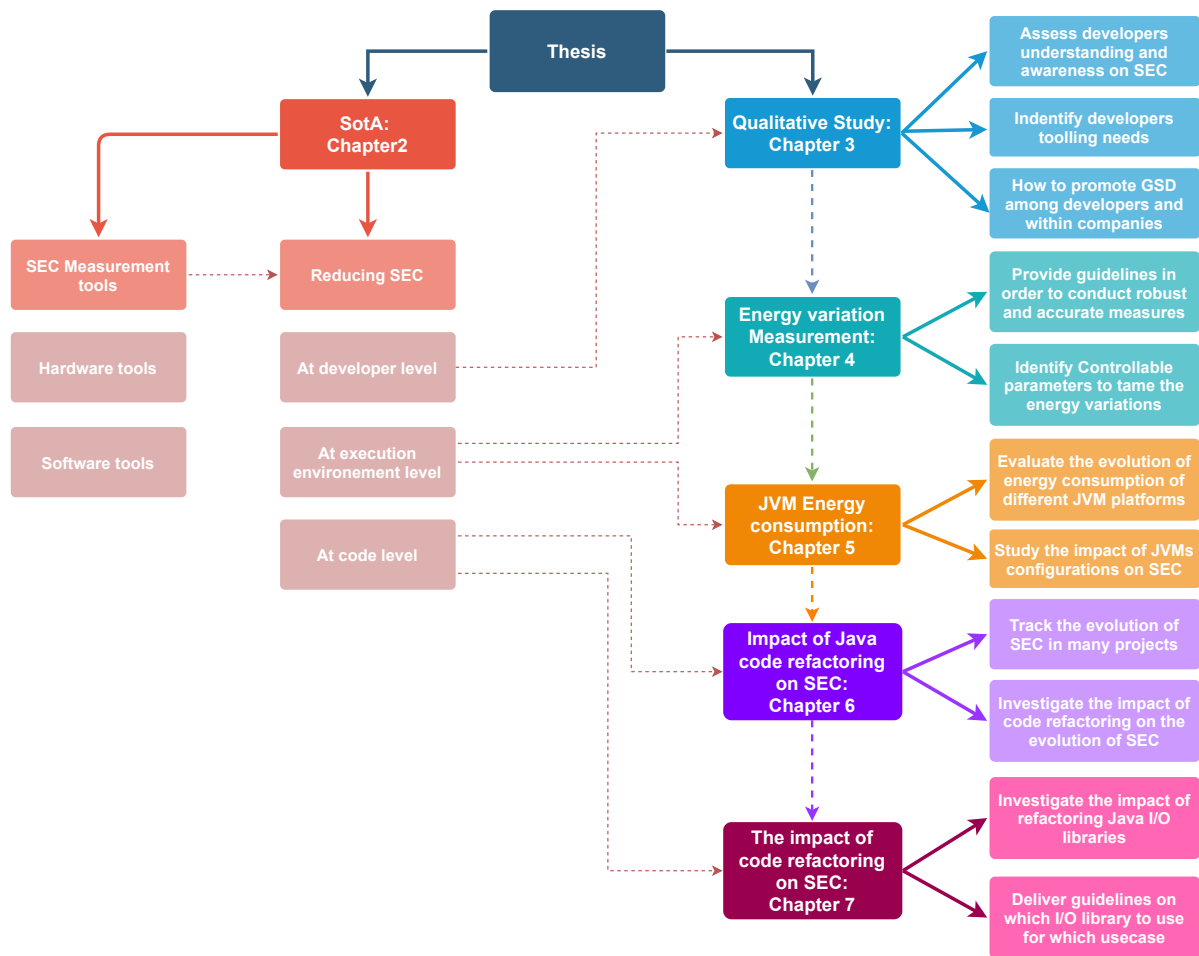 Thesis
SotA:
Chapter2
SEC Measurement
tools
Hardware tools
Software tools
Reducing SEC
At developer level
At execution
environement level
At code level
Qualitative Study:
Chapter 3
Assess developers
understanding and
awareness on SEC
Indentify developers
toolling needs
How to promote GSD
among developers and
within companies
Energy variation
Measurement:
Chapter 4
Provide guidelines in
order to conduct robust
and accurate measures
Identify Controllable
parameters to tame the
energy variations
JVM Energy
consumption:
Chapter 5
Evaluate the evolution of
energy consumption of
different JVM platforms
Study the impact of JVMs
configurations on SEC
Impact of Java
code refactoring
on SEC:
Chapter 6
Track the evolution of
SEC in many projects
Investigate the impact of
code refactoring on the
evolution of SEC
The impact of
code refactoring
on SEC:
Chapter 7
Investigate the impact of
refactoring Java I/O
libraries
Deliver guidelines on
which I/O library to use
for which usecase